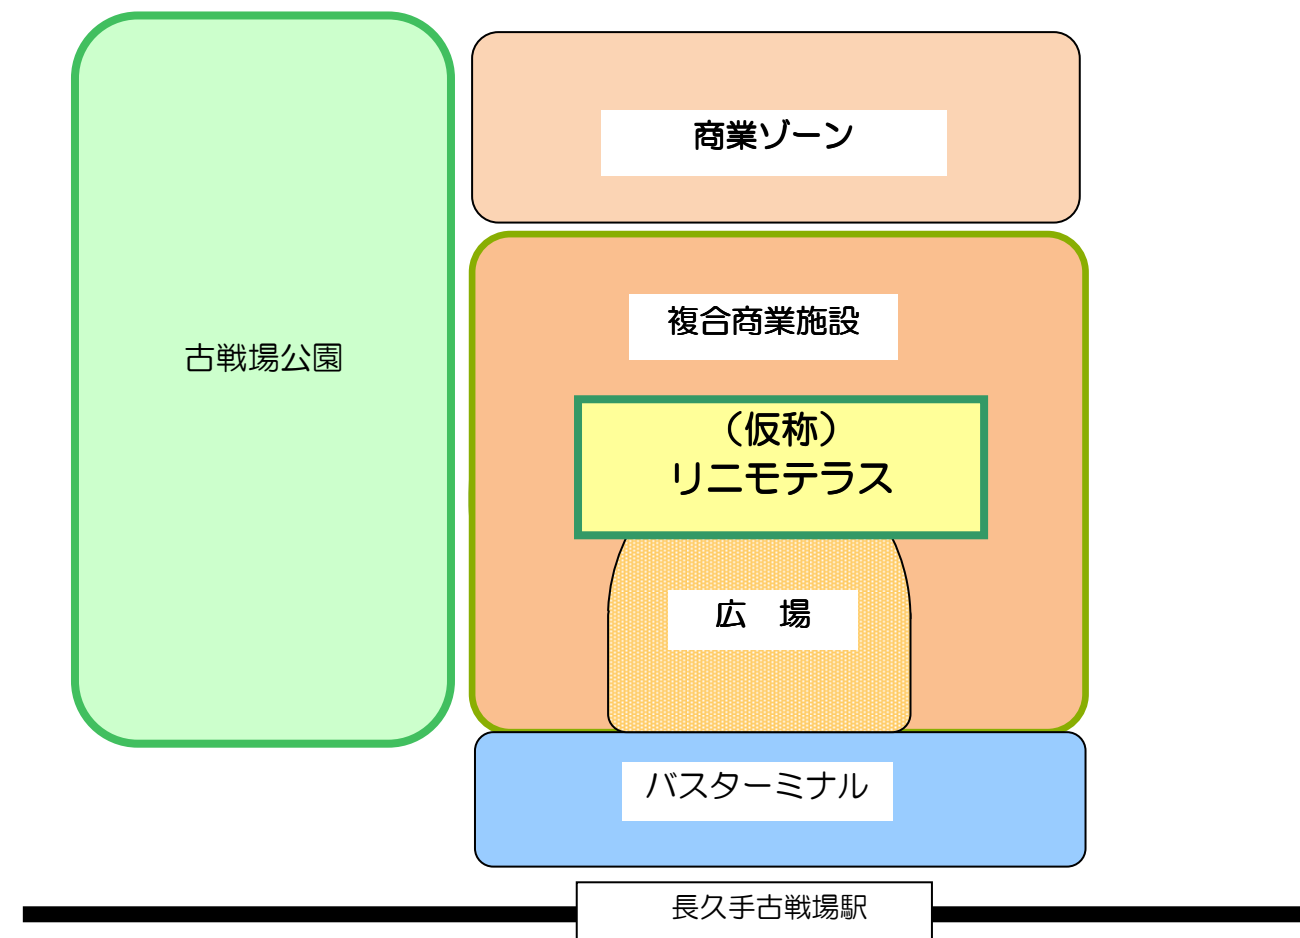 商業ゾーン
複合商業施設
古戦場公園
（仮称）
リニモテラス
広　場
バスターミナル
長久手古戦場駅